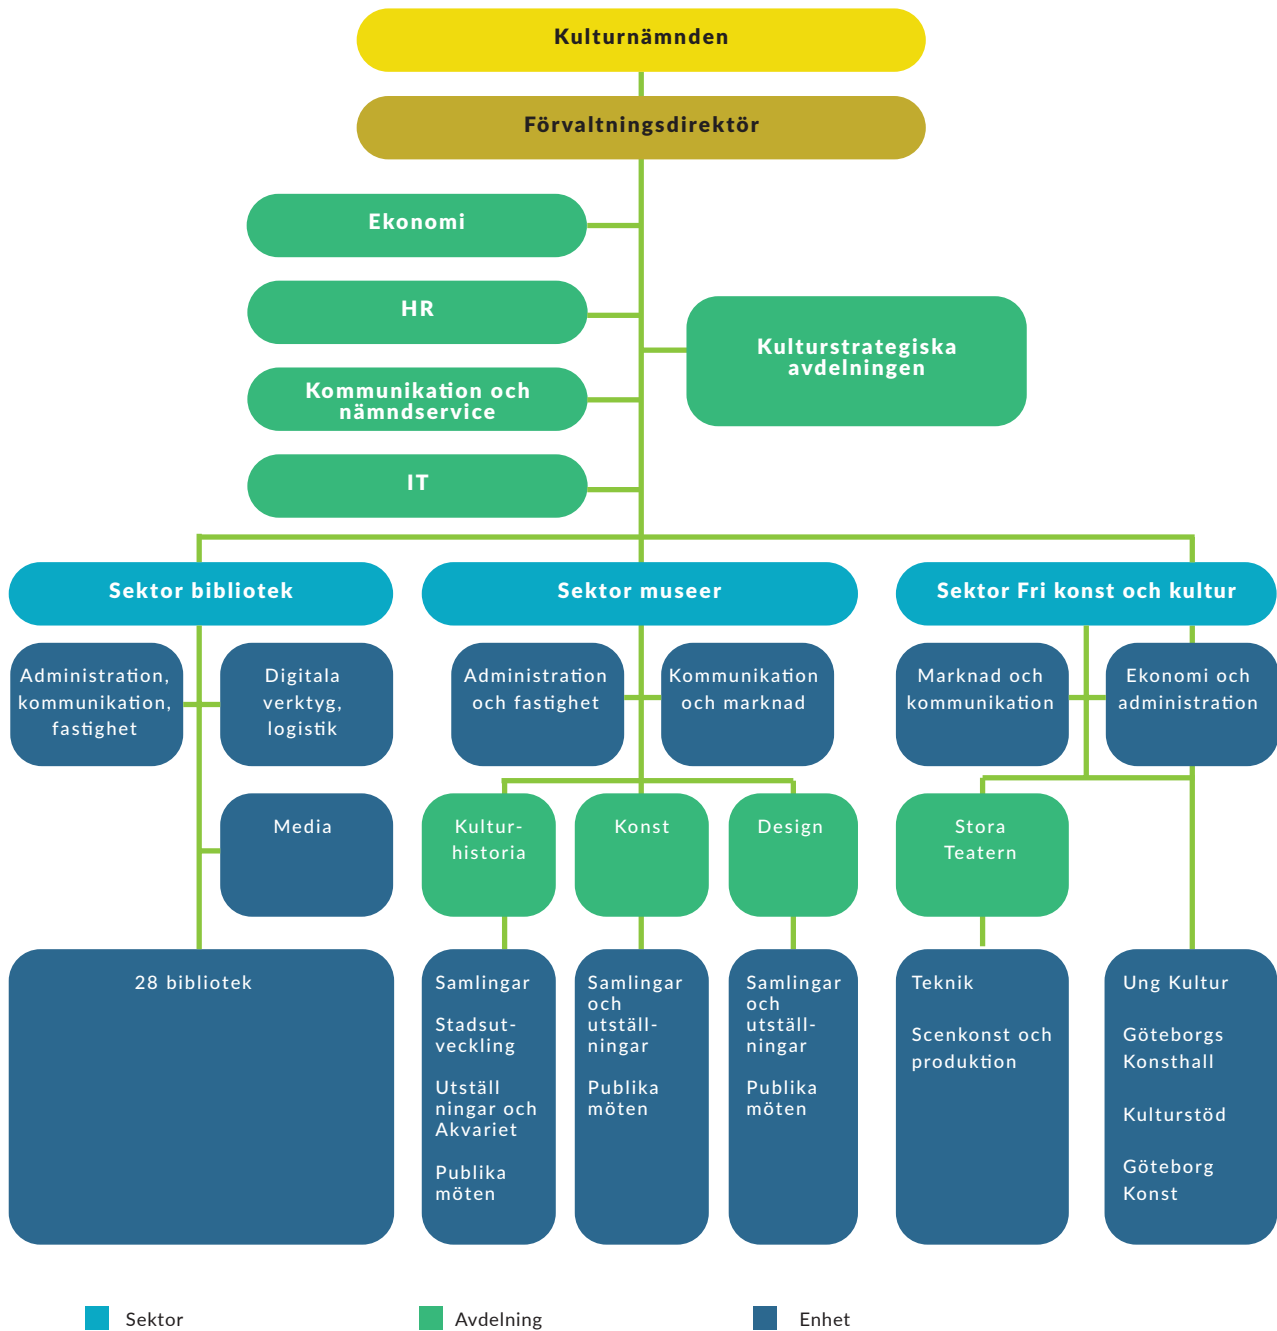 Kulturnämnden
Förvaltningsdirektör
Ekonomi
HR
Kommunikation och
nämndservice
IT
Kulturstrategiska
avdelningen
Sektor bibliotek
Administration,
kommunikation,
fastighet
Digitala
verktyg,
logistik
Media
28 bibliotek
Sektor museer
Administration
och fastighet
Kommunikation
och marknad
Kultur-
historia
Konst
Design
Samlingar
Stadsut-
veckling
Utställ
ningar och
Akvariet
Publika
möten
Samlingar
och
utställ-
ningar
Publika
möten
Samlingar
och
utställ-
ningar
Publika
möten
Sektor Fri konst och kultur
Marknad och
kommunikation
Ekonomi och
administration
Stora
Teatern
Teknik
Scenkonst och
produktion
Ung Kultur
Göteborgs
Konsthall
Kulturstöd
Göteborg
Konst
Sektor
Avdelning
Enhet